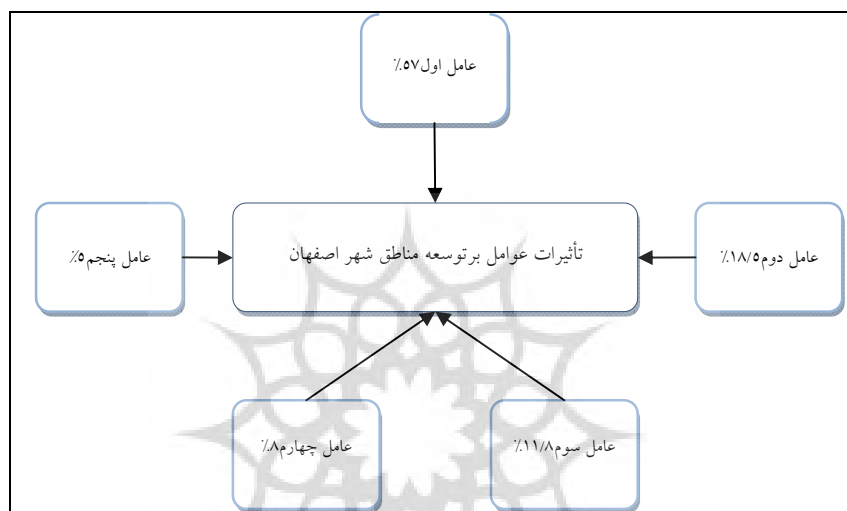 عامل اول۵۷٪
تأثیرات عوامل برتوسعه مناطق شهر اصفهان
عامل دوم۱۸/۵٪
عامل پنجم۵٪
عامل سوم۱۱/۸٪
عامل چهارم۸٪